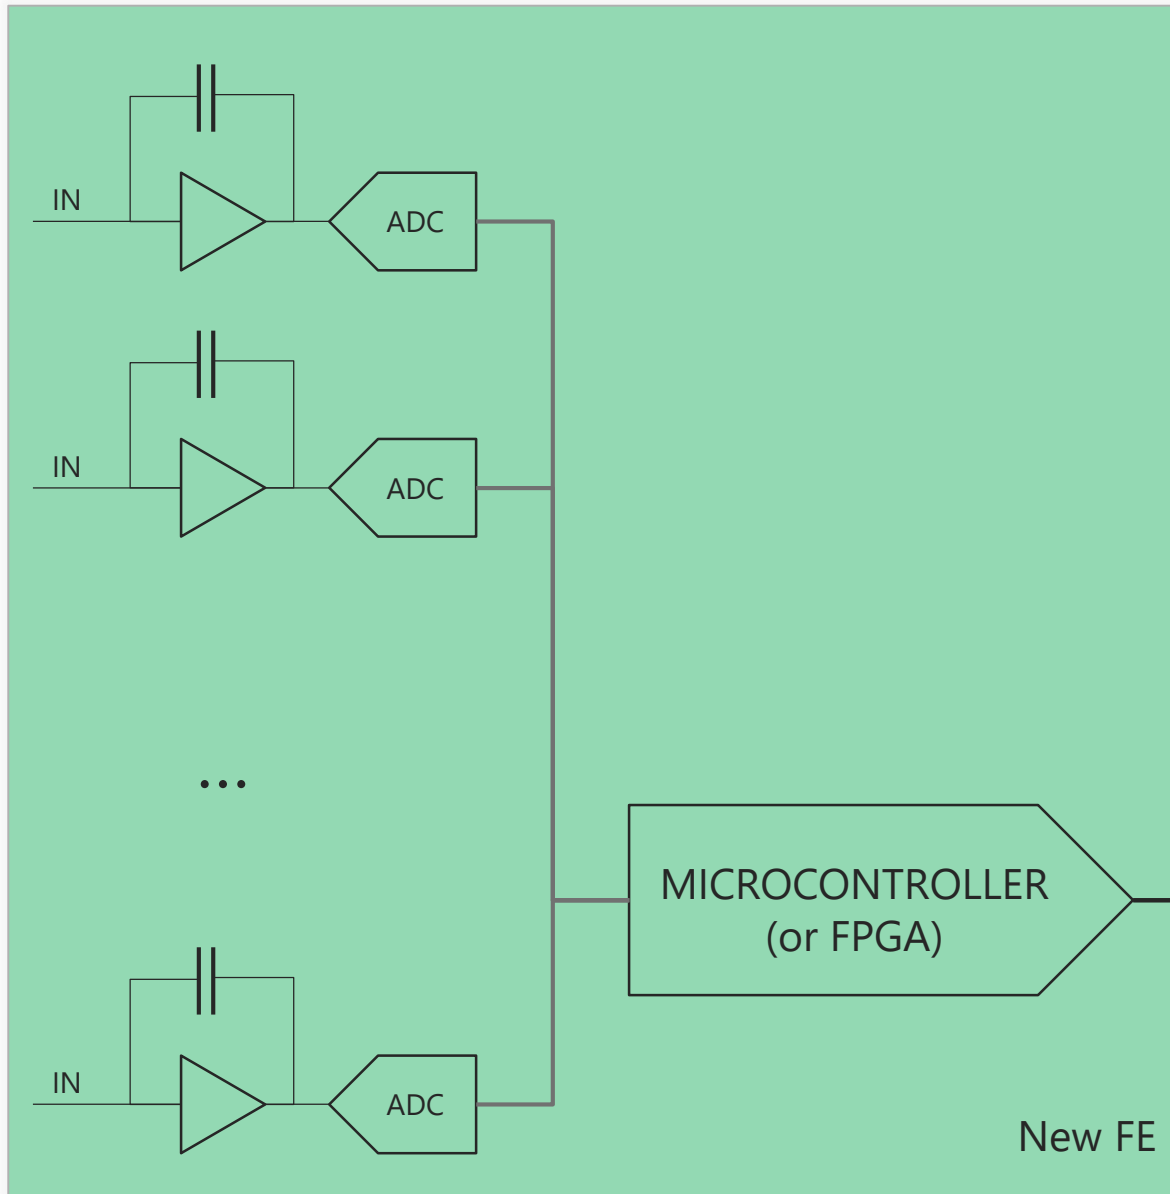 IN
ADC
IN
ADC
...
MICROCONTROLLER
(or FPGA)
IN
ADC
New FE